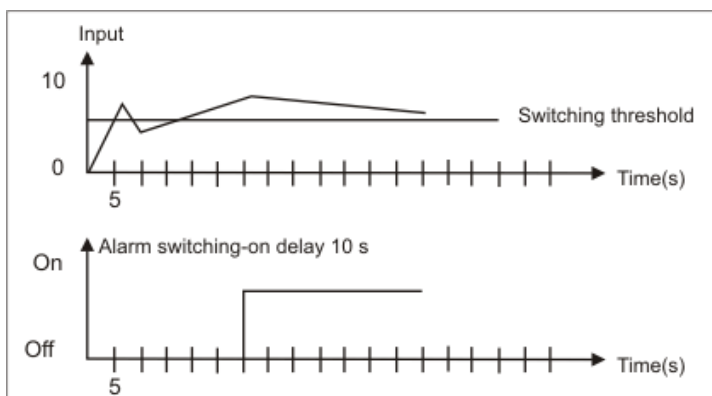 Input
10
Switching threshold
0
Time(s)
5
Alarm switching-on delay 10 s
On
Off
Time(s)
5